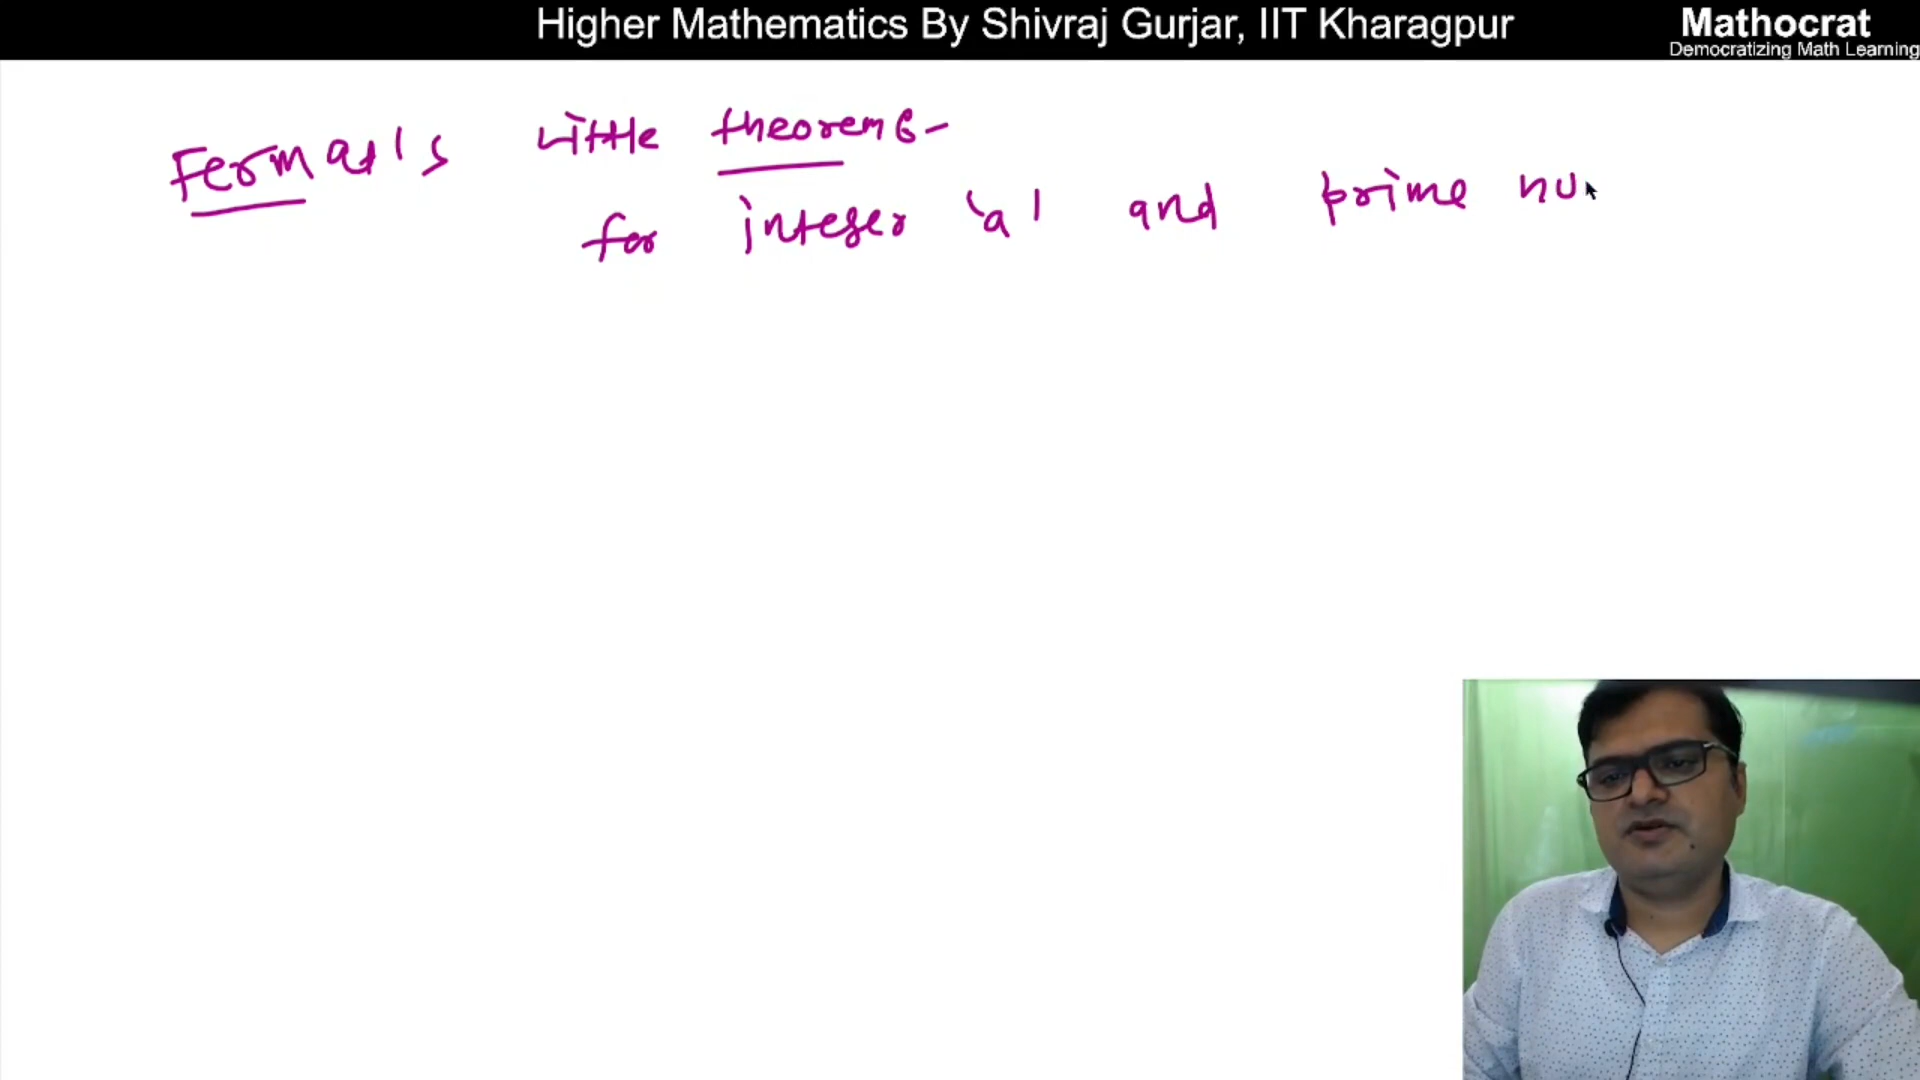 Higher Mathematics By Shivraj Gurjar, IIT Kharagpur
Mathocrat
Democratizing Math Learning
Fermat's Little theorem:-
for integer 'a' and prime nu